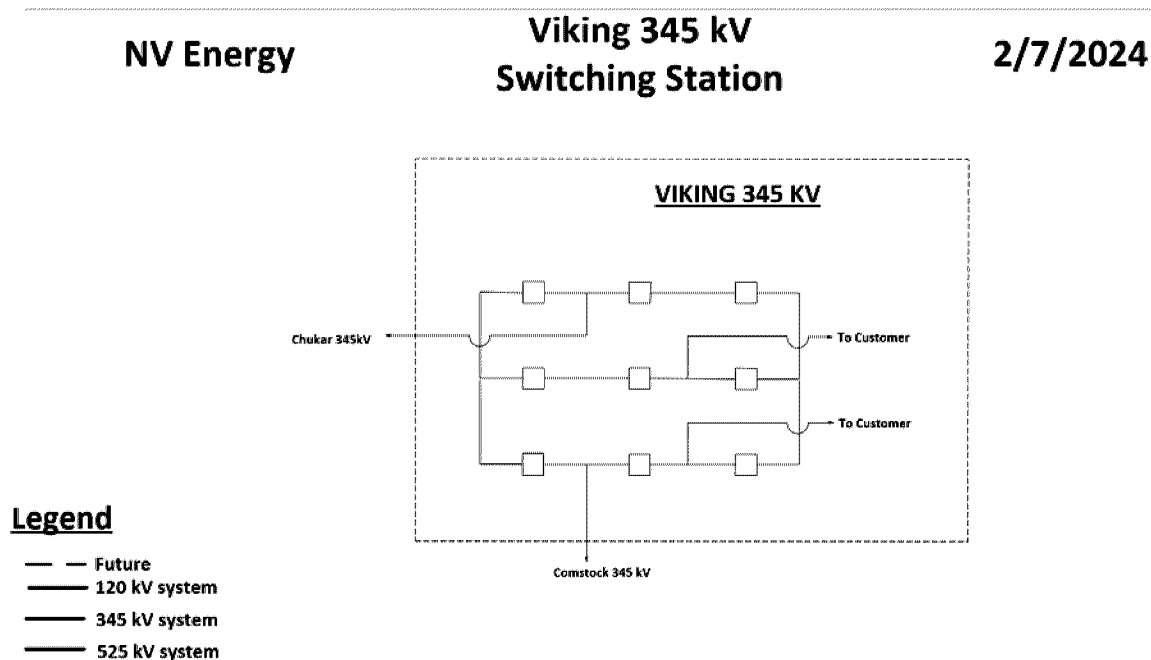 NV Energy
Viking 345 kV
Switching Station
2/7/2024
VIKING 345 KV
Chukar 345kV
To Customer
To Customer
Comstock 345 kV
Legend
Future
120 kV system
345 kV system
525 kV system